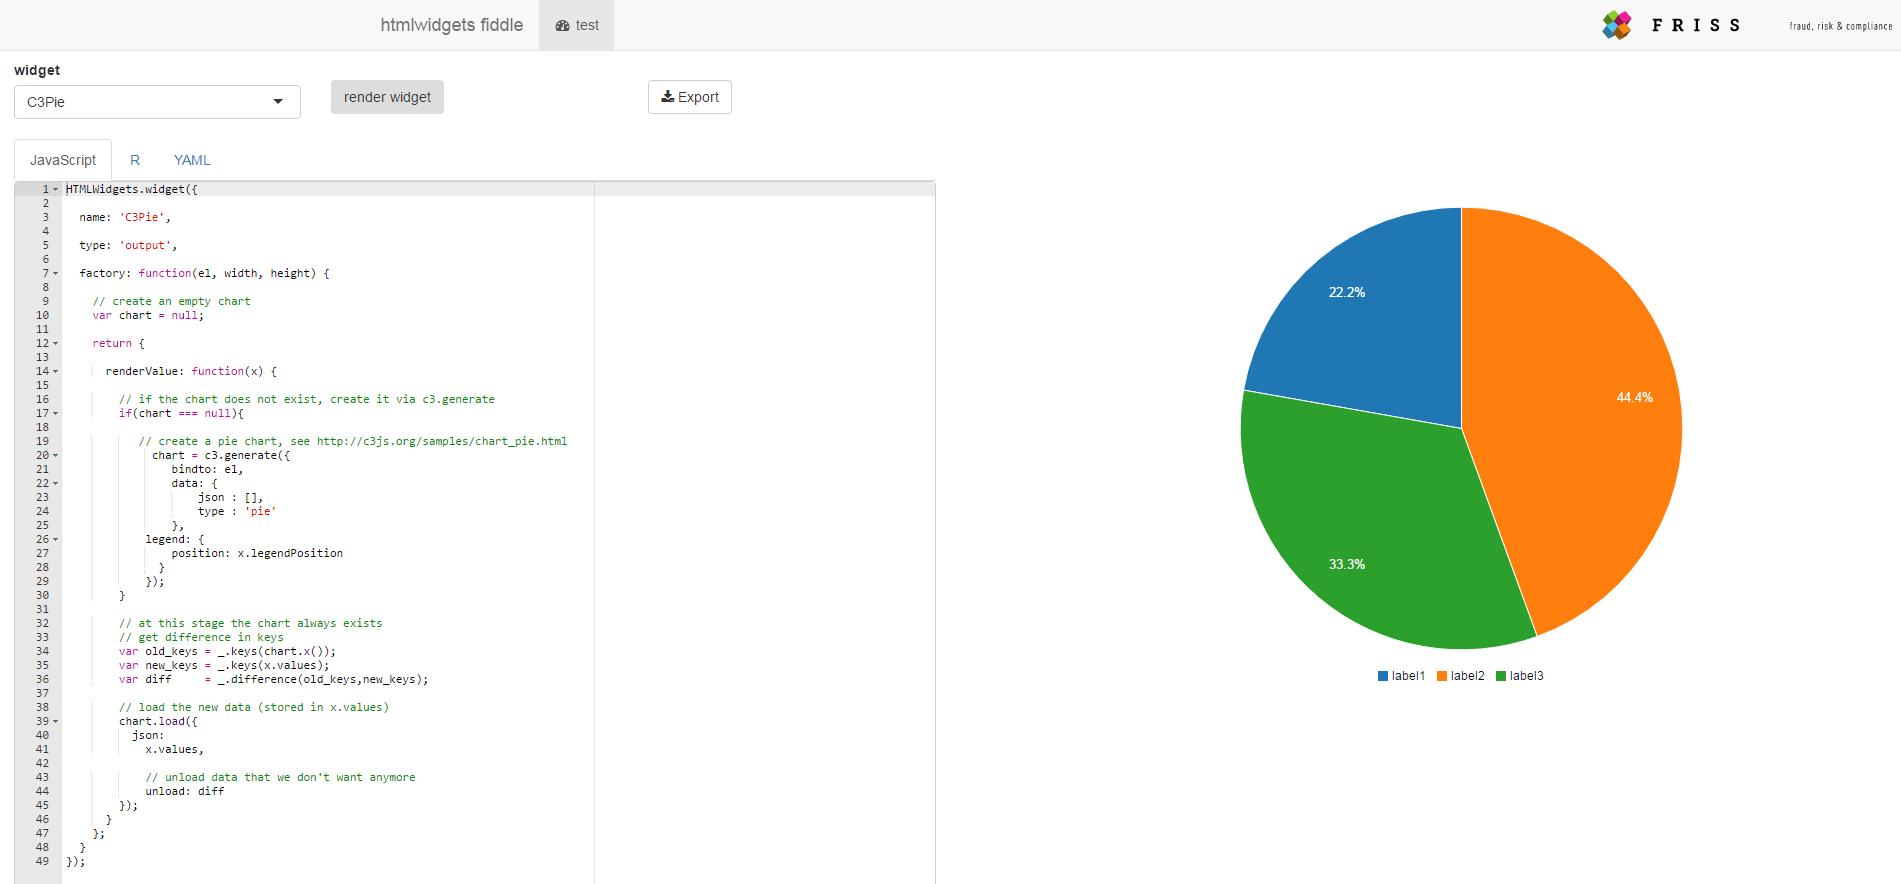 htmlwidgets fiddle
test
FRISS
fraud, risk & compliance
widget
C3Pie
render widget
Export
JavaScript
R
YAML
1 HTMLWidgets.widget({
2
3 name: 'C3Pie',
4
5 type: 'output',
6
7 factory: function(el, width, height) {
8
9 // create an empty chart
10 var chart = null;
11
12 return {
13
14 renderValue: function(x) {
15
16 // if the chart does not exist, create it via c3.generate
17 if(chart === null){
18
19 // create a pie chart, see http://c3js.org/samples/chart_pie.html
20 chart = c3.generate({
21 bindto: el,
22 data: {
23 json : [],
24 type : 'pie'
25 },
26 legend: {
27 position: x.legendPosition
28 }
29 });
30 }
31
32 // at this stage the chart always exists
33 // get difference in keys
34 var old_keys = _.keys(chart.x());
35 var new_keys = _.keys(x.values);
36 var diff     = _.difference(old_keys,new_keys);
37
38 // load the new data (stored in x.values)
39 chart.load({
40 json:
41 x.values,
42
43 // unload data that we don't want anymore
44 unload: diff
45 });
46 }
47 };
48 }
49 });
22.2%
44.4%
33.3%
label1 label2 label3